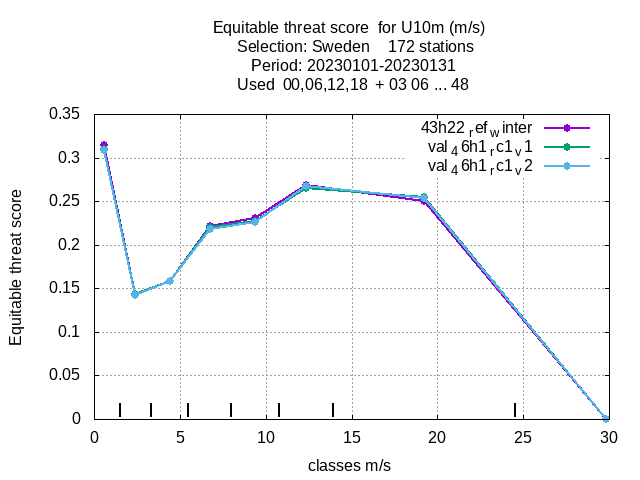 Equitable threat score for U10m (m/s)
Selection: Sweden 172 stations
Period: 20230101-20230131
Used 00,06,12,18 + 03 06 ... 48
0.35
0.3
0.25
0.2
0.15
0.1
0.05
0
Equitable threat score
43h22 ref winter
val 4 6h1 r c1 v 1
val 4 6h1 r c1 v 2
0 5 10 15 20 25 30
classes m/s